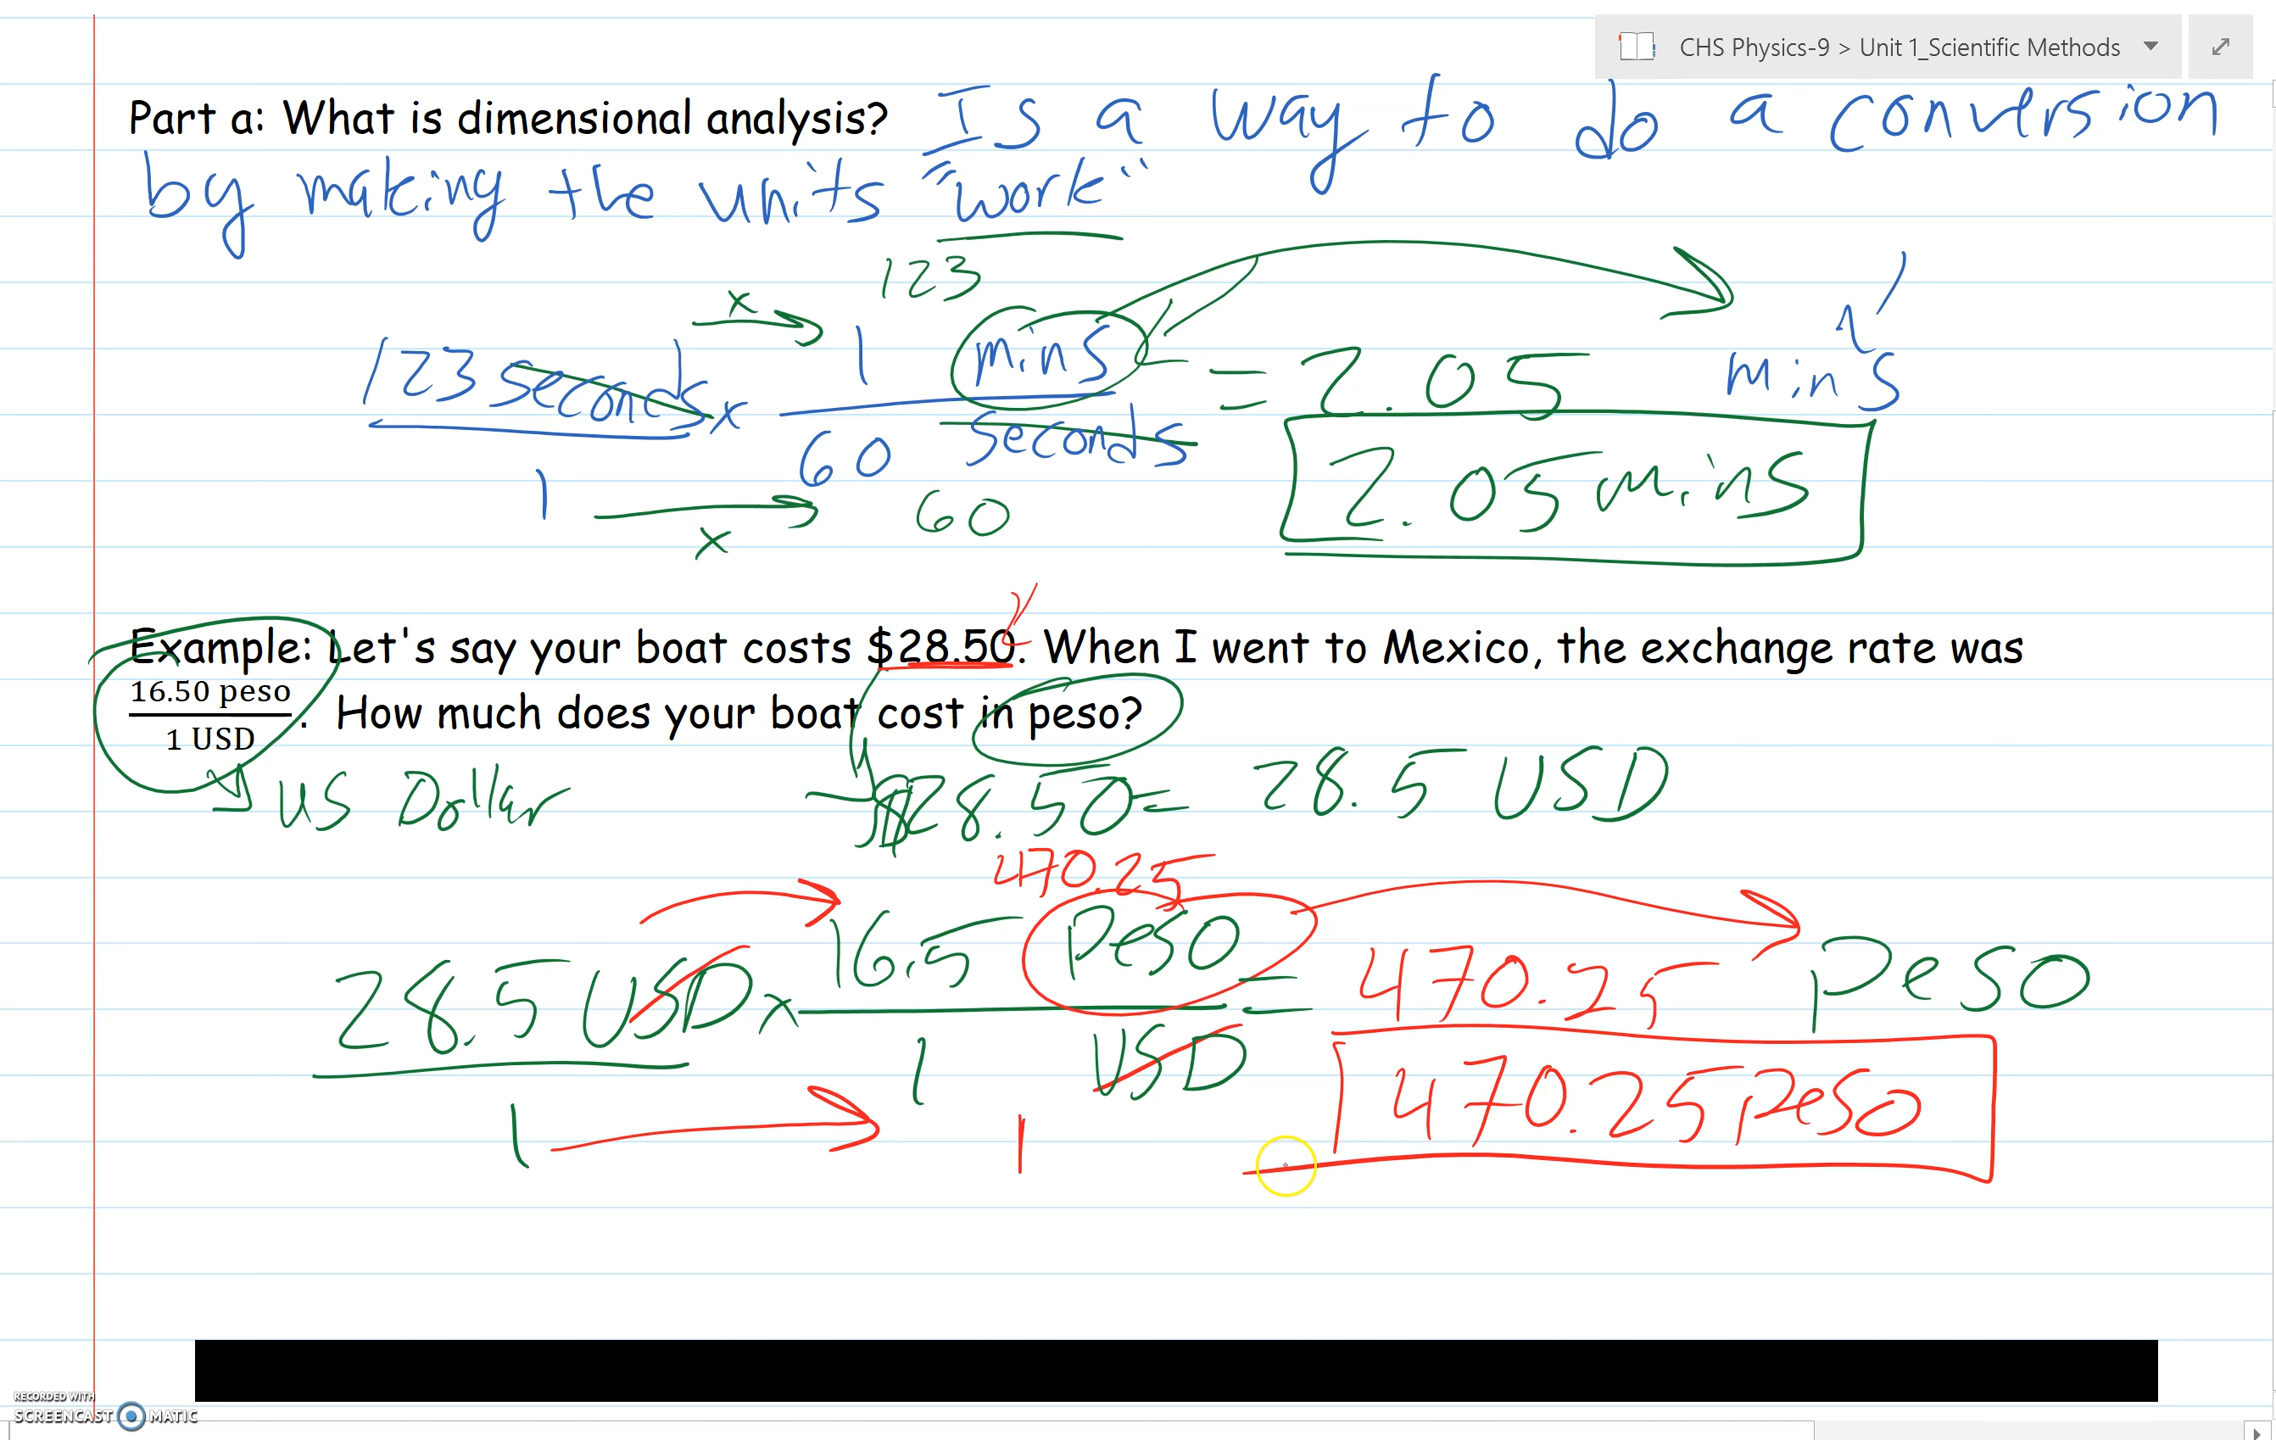 CHS Physics-9 > Unit 1_Scientific Methods
Part a: What is dimensional analysis? Is a way to do a conversion
by making the units "work"
123
x
123 seconds x 1 mins = 2.05 mins
1 60 seconds
60
x
2.05 mins
Example: Let's say your boat costs $28.50. When I went to Mexico, the exchange rate was
16.50 peso
1 USD
. How much does your boat cost in peso?
US Dollar $28.50 = 28.5 USD
470.25
28.5 USD x 16.5 Peso = 470.25 Peso
1 1 USD
1
470.25 Peso
RECORDED WITH
SCREENCAST MATIC